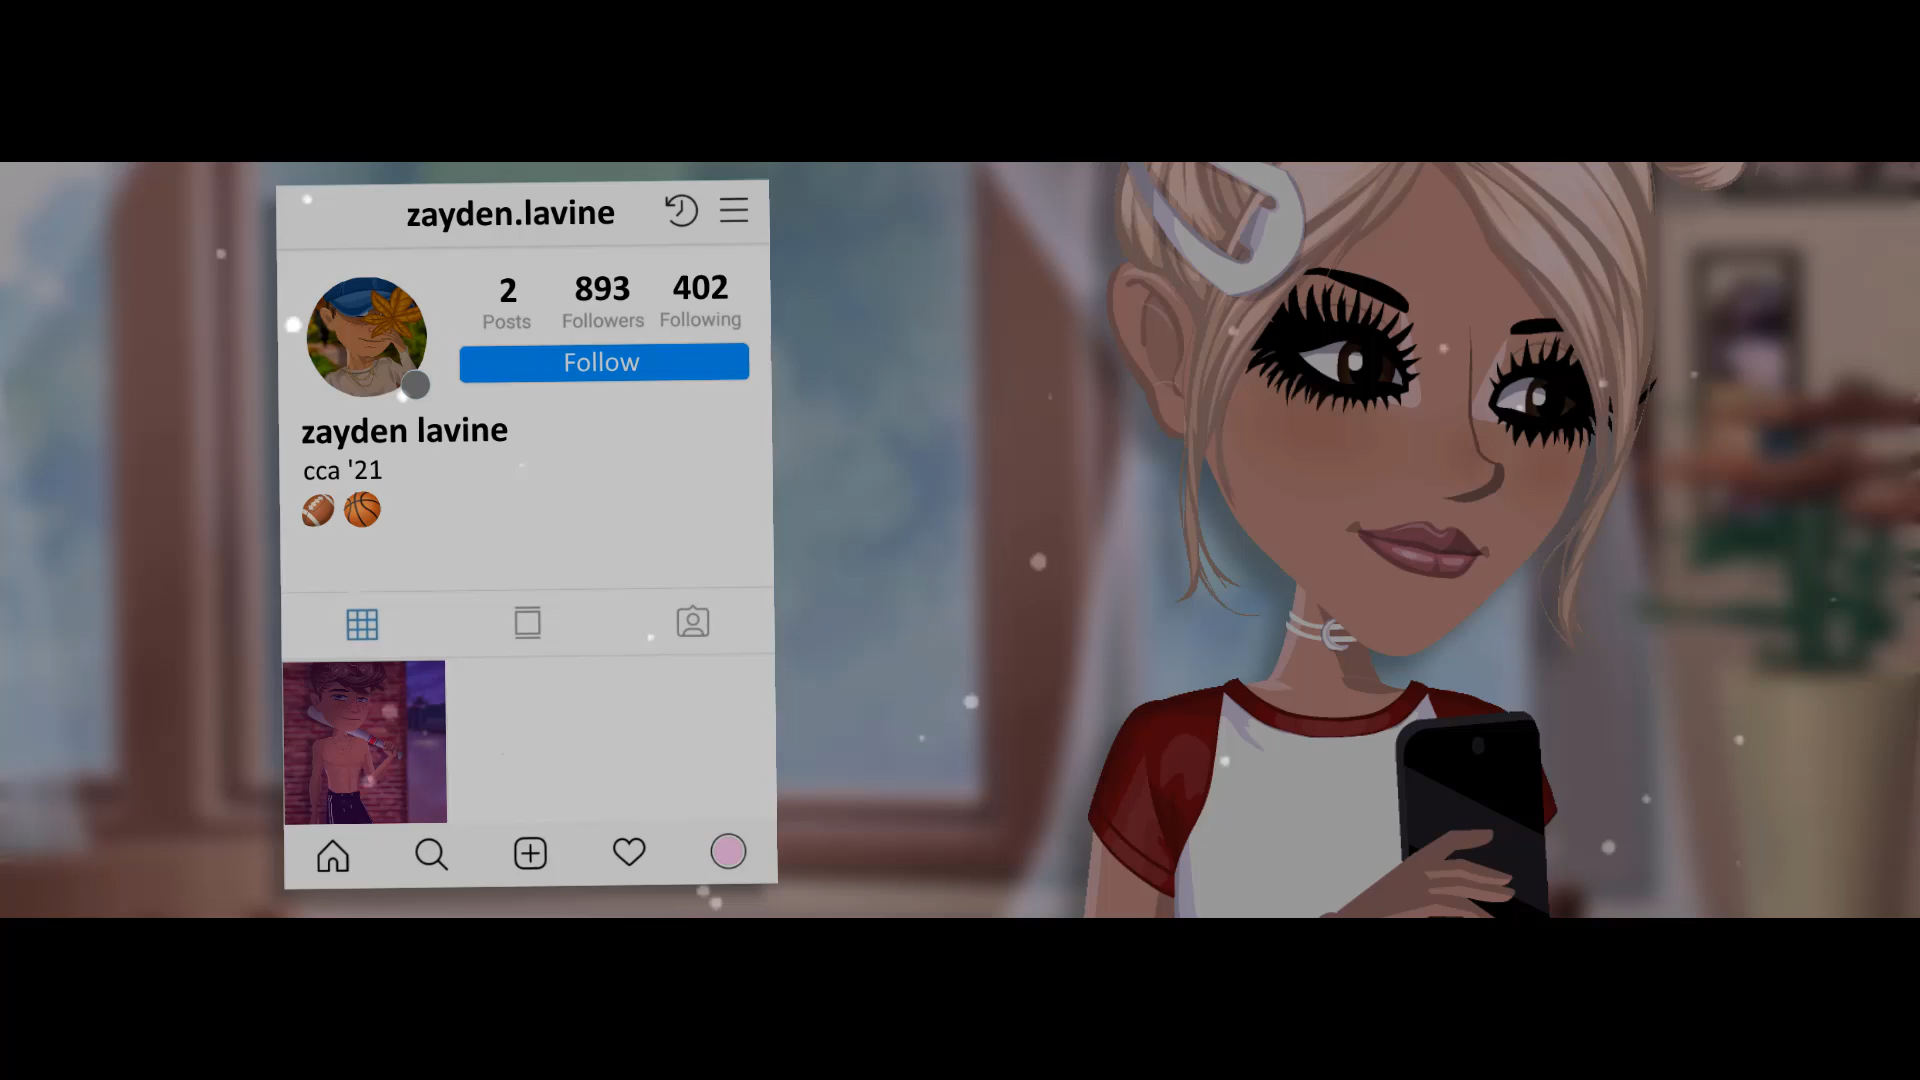 zayden.lavine
2 893 402
Posts Followers Following
Follow
zayden lavine
cca '21